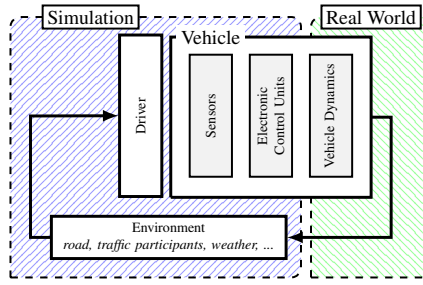 Simulation
Real World
Vehicle
Driver
Sensors
Electronic
Control Units
Vehicle Dynamics
Environment
road, traffic participants, weather, ...